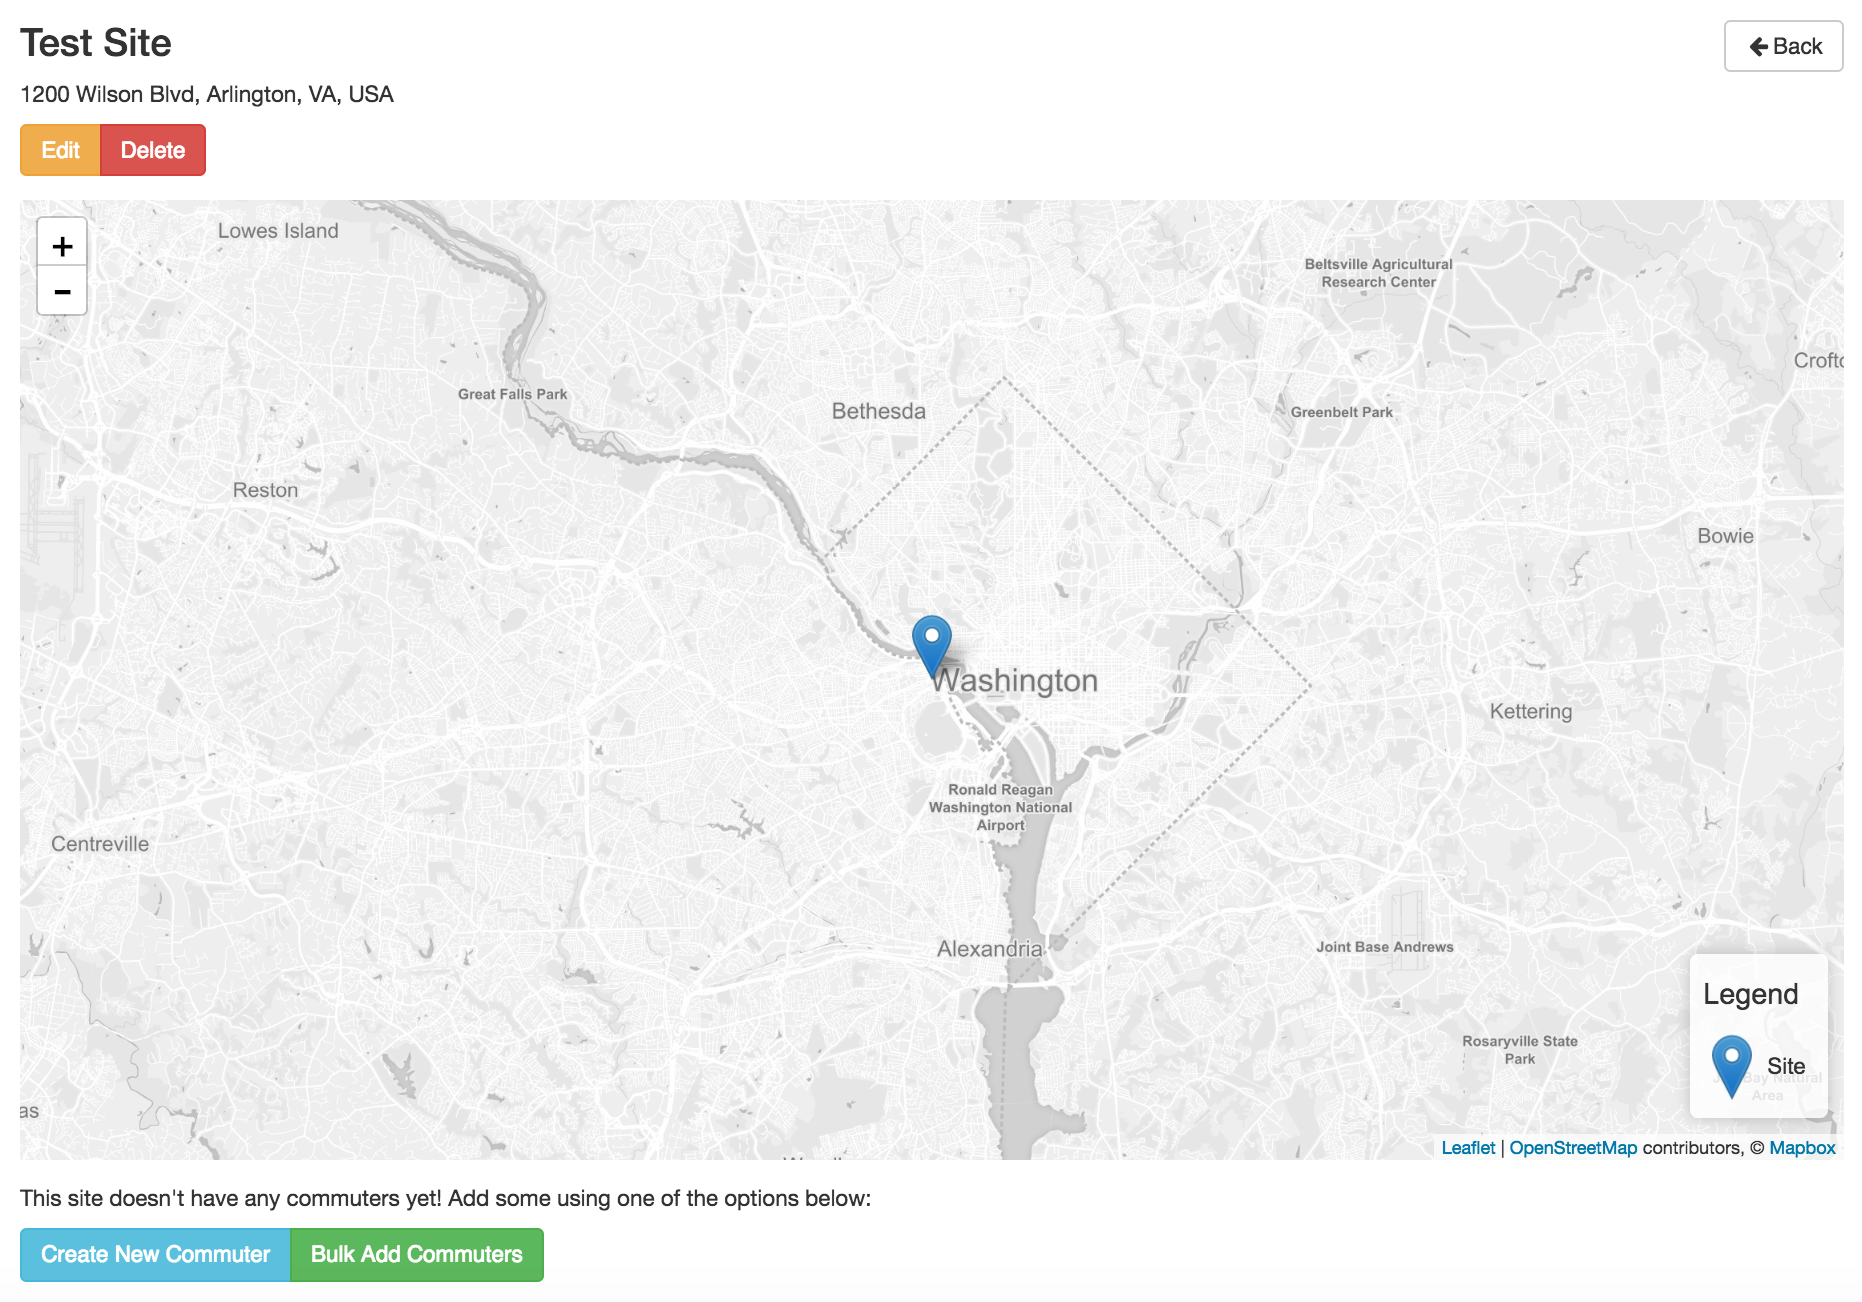 Test Site
Back
1200 Wilson Blvd, Arlington, VA, USA
Edit
Delete
+
-
Lowes Island
Beltsville Agricultural
Research Center
Great Falls Park
Bethesda
Greenbelt Park
Reston
Bowie
Washington
Kettering
Ronald Reagan
Washington National
Airport
Centreville
Alexandria
Joint Base Andrews
Legend
Site
Rosaryville State
Park
Bay Natural
Area
Leaflet | OpenStreetMap contributors, © Mapbox
This site doesn't have any commuters yet! Add some using one of the options below:
Create New Commuter
Bulk Add Commuters